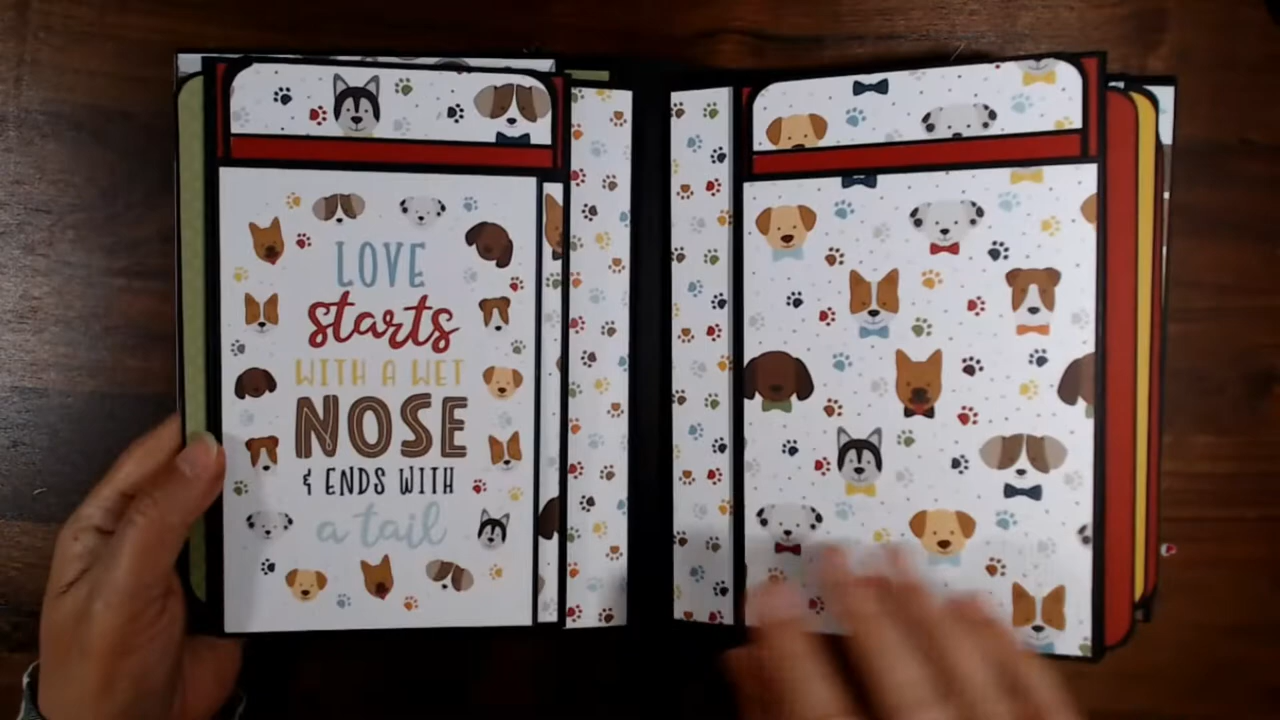 LOVE
starts
WITH A WET
NOSE
& ENDS WITH
a tail